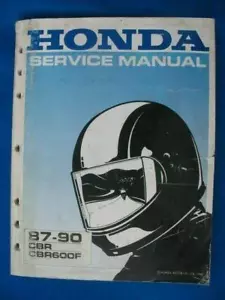 HONDA
SERVICE MANUAL
87-90
CBR
CBR600F